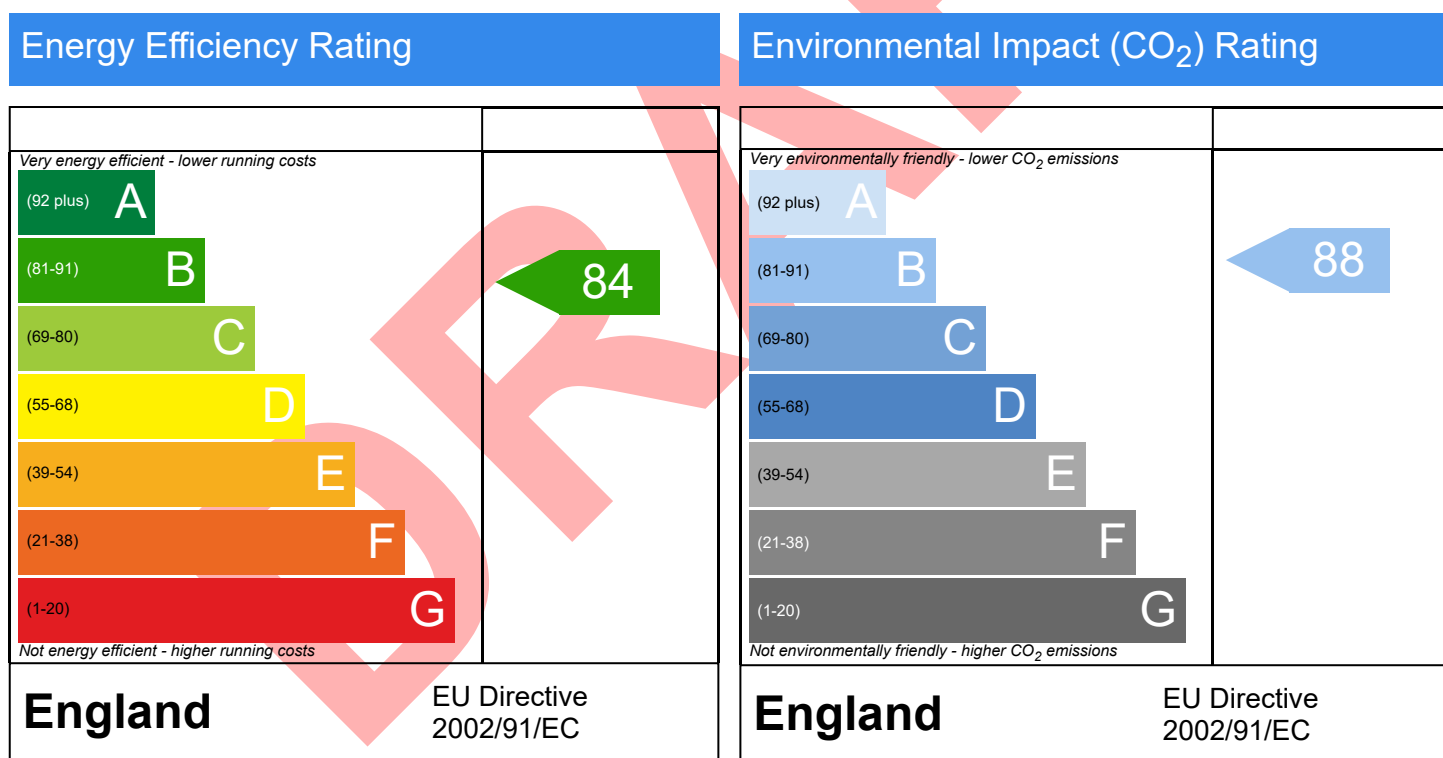 Energy Efficiency Rating
Very energy efficient - lower running costs
(92 plus) A
(81-91) B
(69-80) C
(55-68) D
(39-54) E
(21-38) F
(1-20) G
Not energy efficient - higher running costs
84
England
EU Directive
2002/91/EC
Environmental Impact (CO₂) Rating
Very environmentally friendly - lower CO₂ emissions
(92 plus) A
(81-91) B
(69-80) C
(55-68) D
(39-54) E
(21-38) F
(1-20) G
Not environmentally friendly - higher CO₂ emissions
88
England
EU Directive
2002/91/EC